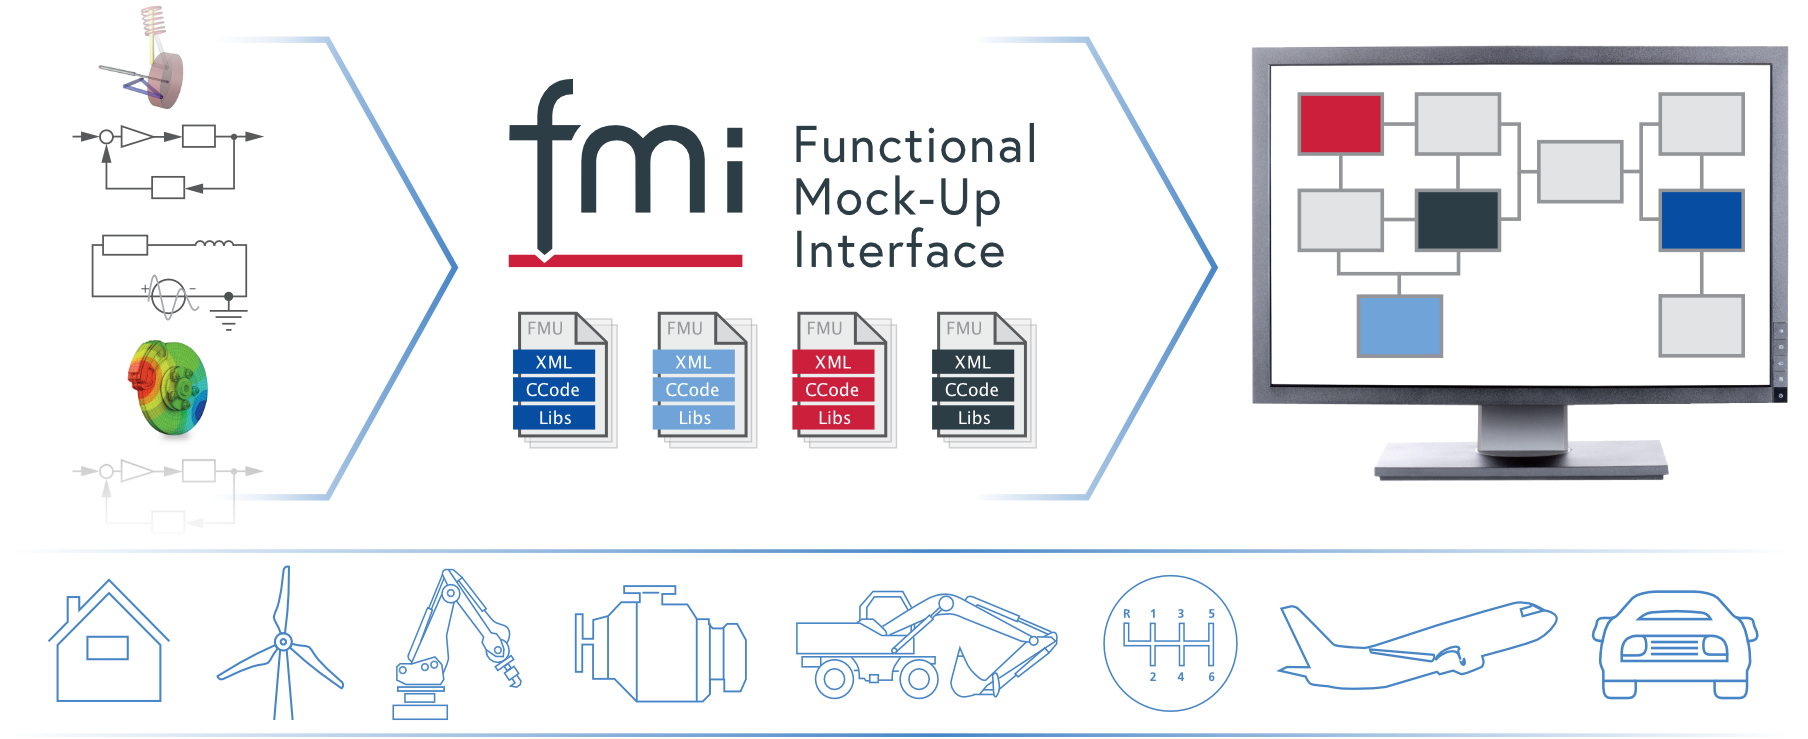 fmi
Functional
Mock-Up
Interface
FMU
XML
CCode
Libs
FMU
XML
CCode
Libs
FMU
XML
CCode
Libs
FMU
XML
CCode
Libs
+ −
R 1 3 5
2 4 6